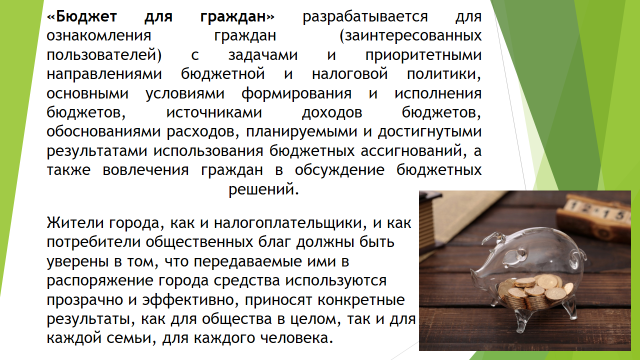 «Бюджет для граждан» разрабатывается для
ознакомления граждан (заинтересованных
пользователей) с задачами и приоритетными
направлениями бюджетной и налоговой политики,
основными условиями формирования и исполнения
бюджетов, источниками доходов бюджетов,
обоснованиями расходов, планируемыми и достигнутыми
результатами использования бюджетных ассигнований, а
также вовлечения граждан в обсуждение бюджетных
решений.
Жители города, как и налогоплательщики, и как
потребители общественных благ должны быть
уверены в том, что передаваемые ими в
распоряжение города средства используются
прозрачно и эффективно, приносят конкретные
результаты, как для общества в целом, так и для
каждой семьи, для каждого человека.